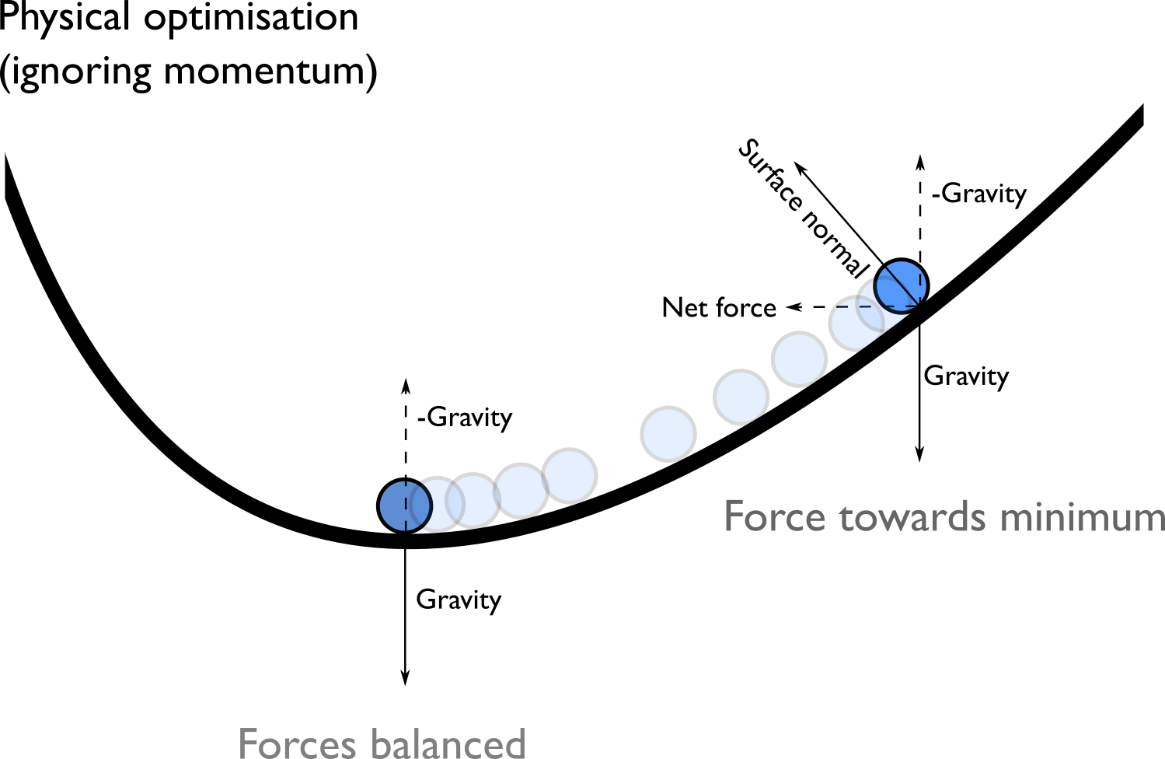 Physical optimisation
(ignoring momentum)
Surface normal
-Gravity
Net force
Gravity
-Gravity
Force towards minimum
Gravity
Forces balanced